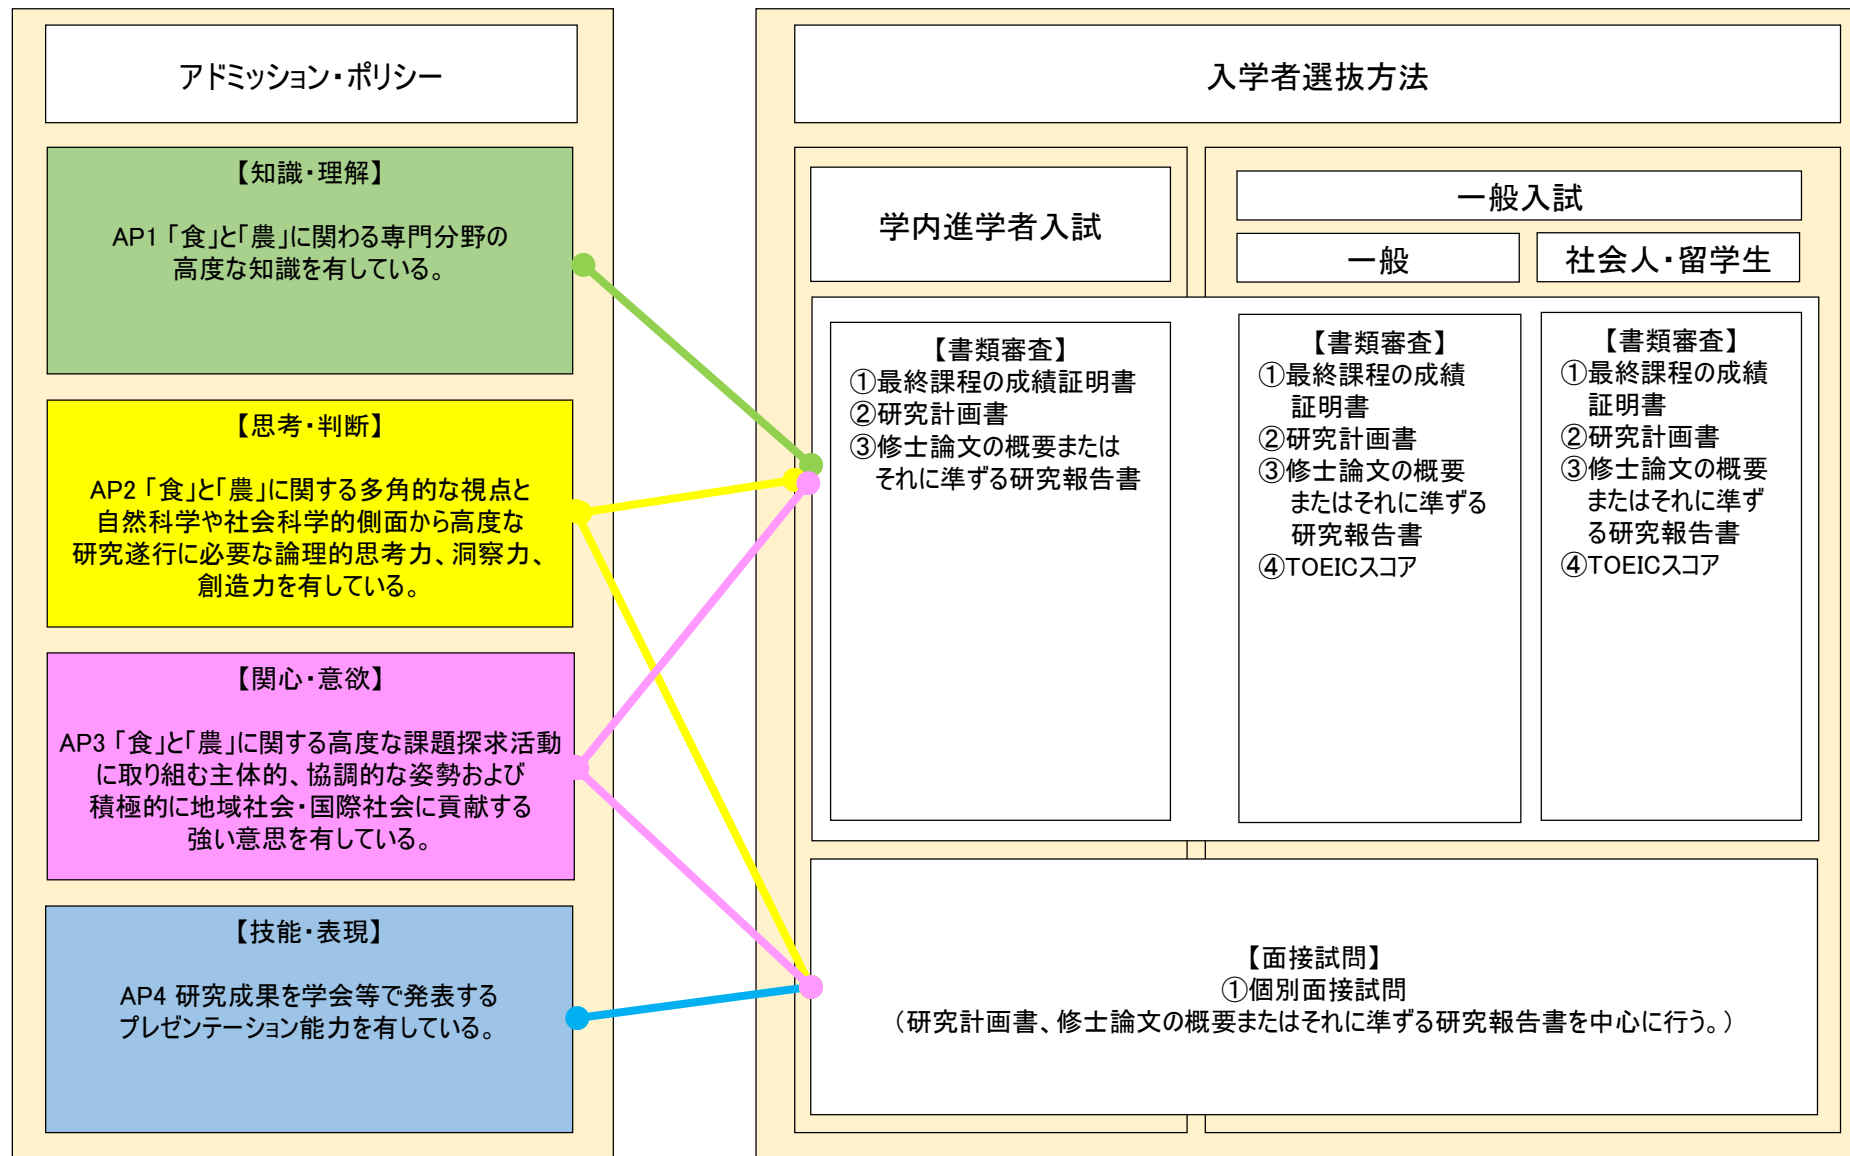 アドミッション・ポリシー
【知識・理解】
AP1 「食」と「農」に関わる専門分野の
高度な知識を有している。
【思考・判断】
AP2 「食」と「農」に関する多角的な視点と
自然科学や社会科学的側面から高度な
研究遂行に必要な論理的思考力、洞察力、
創造力を有している。
【関心・意欲】
AP3 「食」と「農」に関する高度な課題探求活動
に取り組む主体的、協調的な姿勢および
積極的に地域社会・国際社会に貢献する
強い意思を有している。
【技能・表現】
AP4 研究成果を学会等で発表する
プレゼンテーション能力を有している。
入学者選抜方法
学内進学者入試
一般入試
一般
社会人・留学生
【書類審査】
①最終課程の成績証明書
②研究計画書
③修士論文の概要または
それに準ずる研究報告書
【書類審査】
①最終課程の成績
証明書
②研究計画書
③修士論文の概要
またはそれに準ずる
研究報告書
④TOEICスコア
【書類審査】
①最終課程の成績
証明書
②研究計画書
③修士論文の概要
またはそれに準ず
る研究報告書
④TOEICスコア
【面接試問】
①個別面接試問
（研究計画書、修士論文の概要またはそれに準ずる研究報告書を中心に行う。）